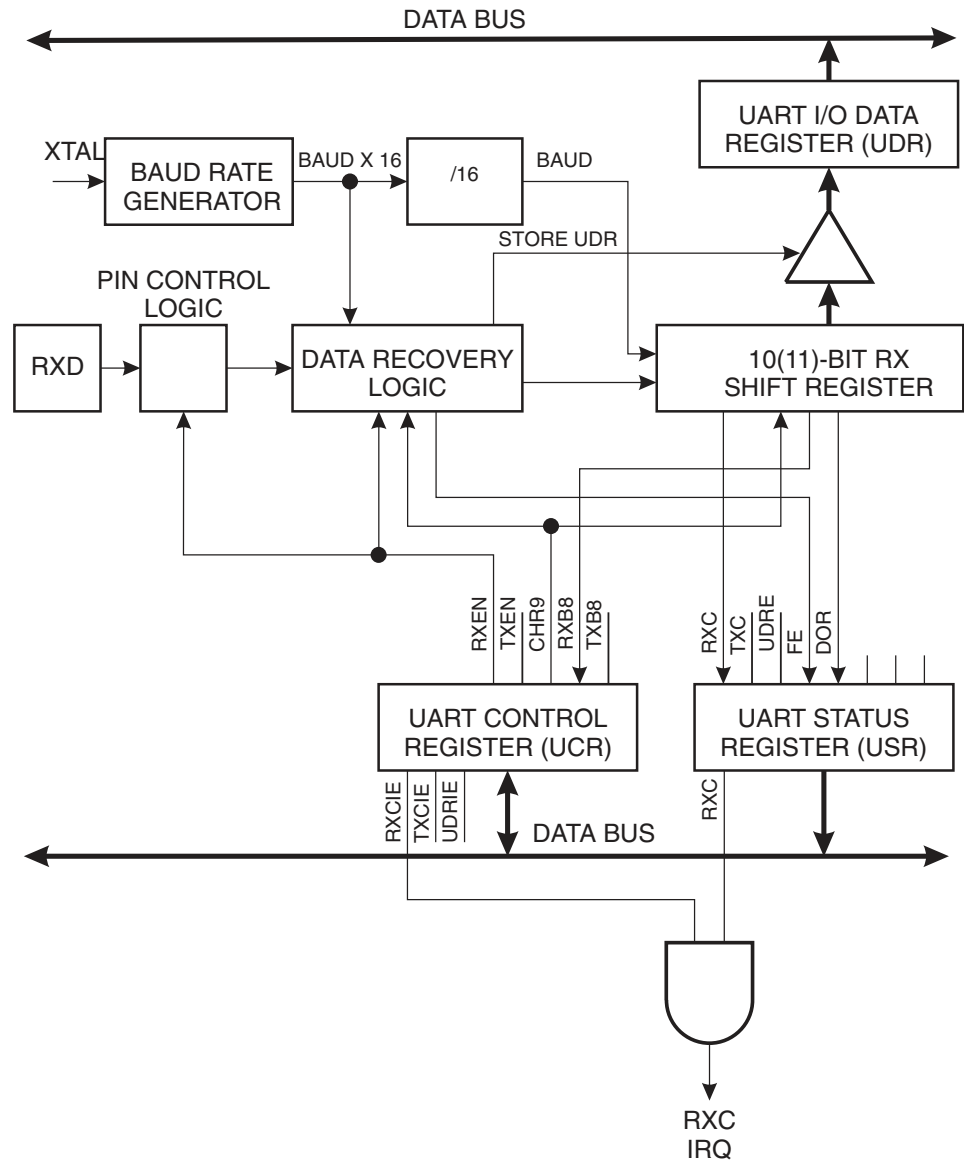 DATA BUS
UART I/O DATA
REGISTER (UDR)
XTAL
BAUD RATE
GENERATOR
BAUD X 16
/16
BAUD
STORE UDR
PIN CONTROL
LOGIC
RXD
DATA RECOVERY
LOGIC
10(11)-BIT RX
SHIFT REGISTER
RXEN
TXEN
CHR9
RXB8
TXB8
RXC
TXC
UDRE
FE
DOR
UART CONTROL
REGISTER (UCR)
UART STATUS
REGISTER (USR)
RXCIE
TXCIE
UDRIE
RXC
DATA BUS
RXC
IRQ